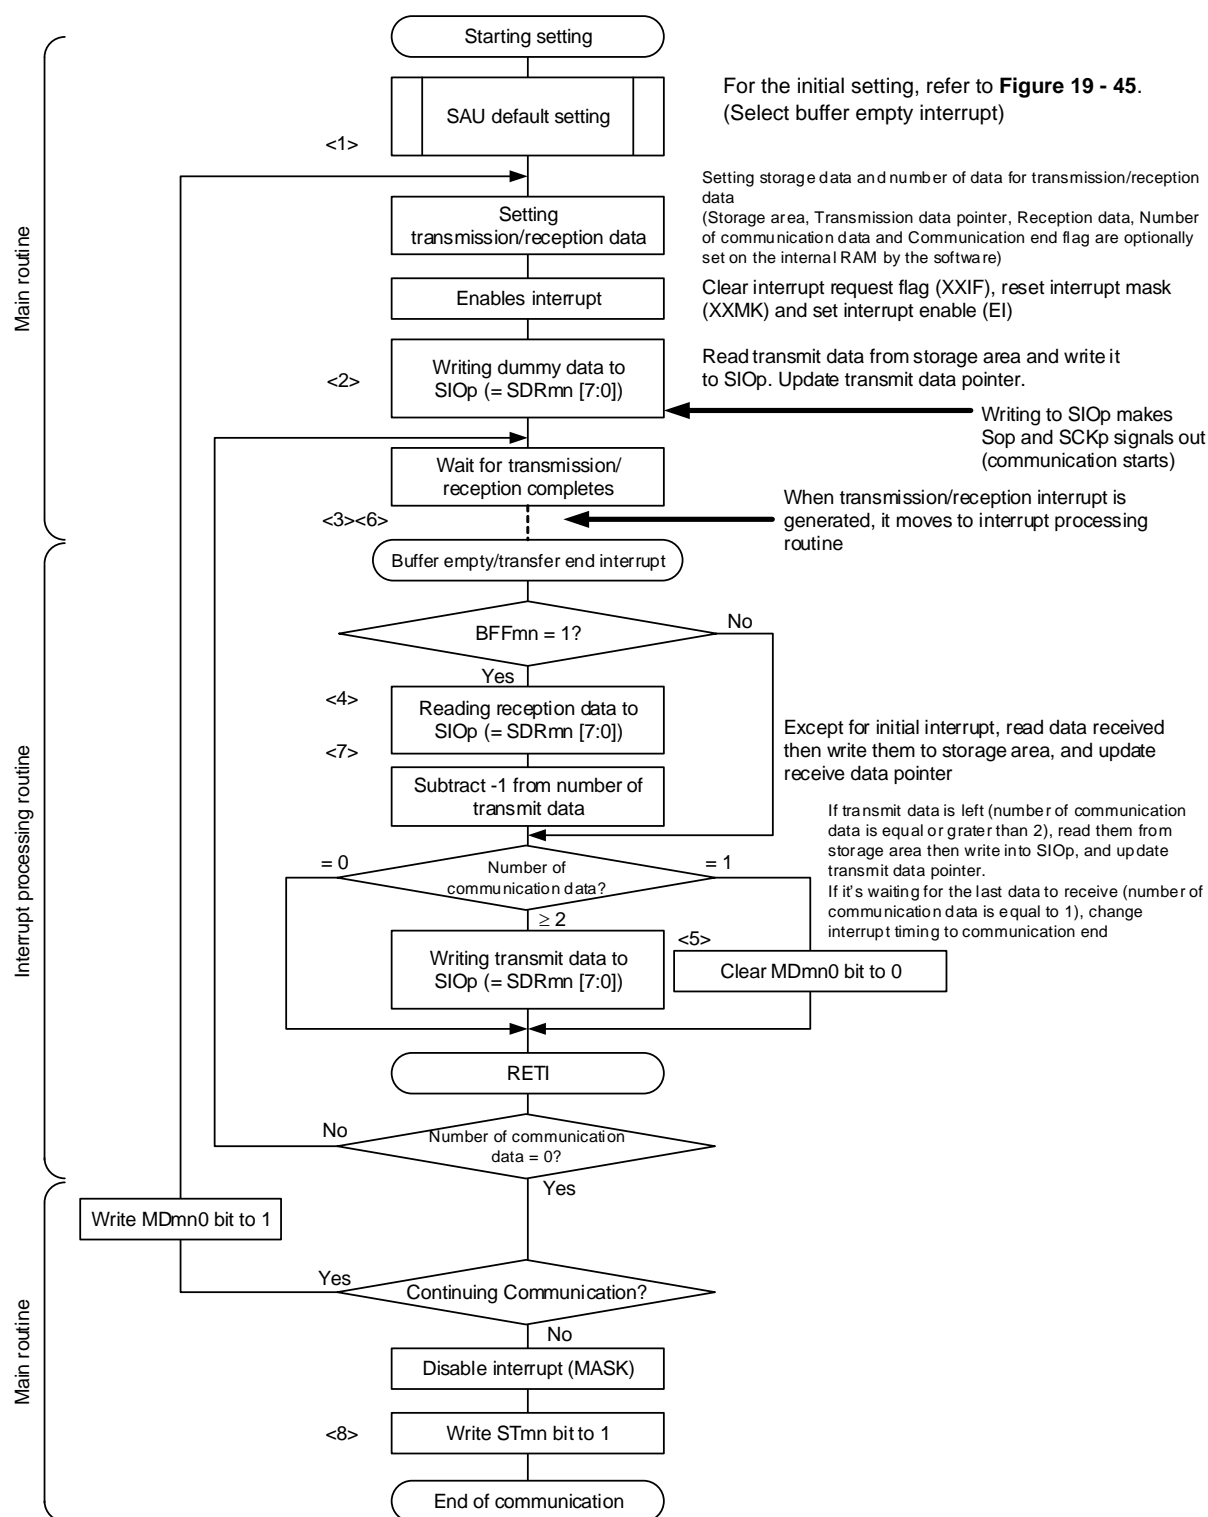 Starting setting
SAU default setting
For the initial setting, refer to Figure 19 - 45.
(Select buffer empty interrupt)
<1>
Setting
transmission/reception data
Setting storage data and number of data for transmission/reception
data
(Storage area, Transmission data pointer, Reception data, Number
of communication data and Communication end flag are optionally
set on the internal RAM by the software)
Main routine
Enables interrupt
Clear interrupt request flag (XXIF), reset interrupt mask
(XXMK) and set interrupt enable (EI)
<2>
Writing dummy data to
SIOp (= SDRmn [7:0])
Read transmit data from storage area and write it
to SIOp. Update transmit data pointer.
Writing to SIOp makes
Sop and SCKp signals out
(communication starts)
Wait for transmission/
reception completes
<3><6>
When transmission/reception interrupt is
generated, it moves to interrupt processing
routine
Buffer empty/transfer end interrupt
BFFmn = 1?
No
Yes
<4>
Reading reception data to
SIOp (= SDRmn [7:0])
<7>
Except for initial interrupt, read data received
then write them to storage area, and update
receive data pointer
Subtract -1 from number of
transmit data
Interrupt processing routine
= 0
Number of
communication data?
= 1
≥ 2
If transmit data is left (number of communication
data is equal or grater than 2), read them from
storage area then write into SIOp, and update
transmit data pointer.
If it's waiting for the last data to receive (number of
communication data is equal to 1), change
interrupt timing to communication end
Writing transmit data to
SIOp (= SDRmn [7:0])
<5>
Clear MDmn0 bit to 0
RETI
No
Number of communication
data = 0?
Yes
Write MDmn0 bit to 1
Yes
Continuing Communication?
No
Main routine
Disable interrupt (MASK)
<8>
Write STmn bit to 1
End of communication